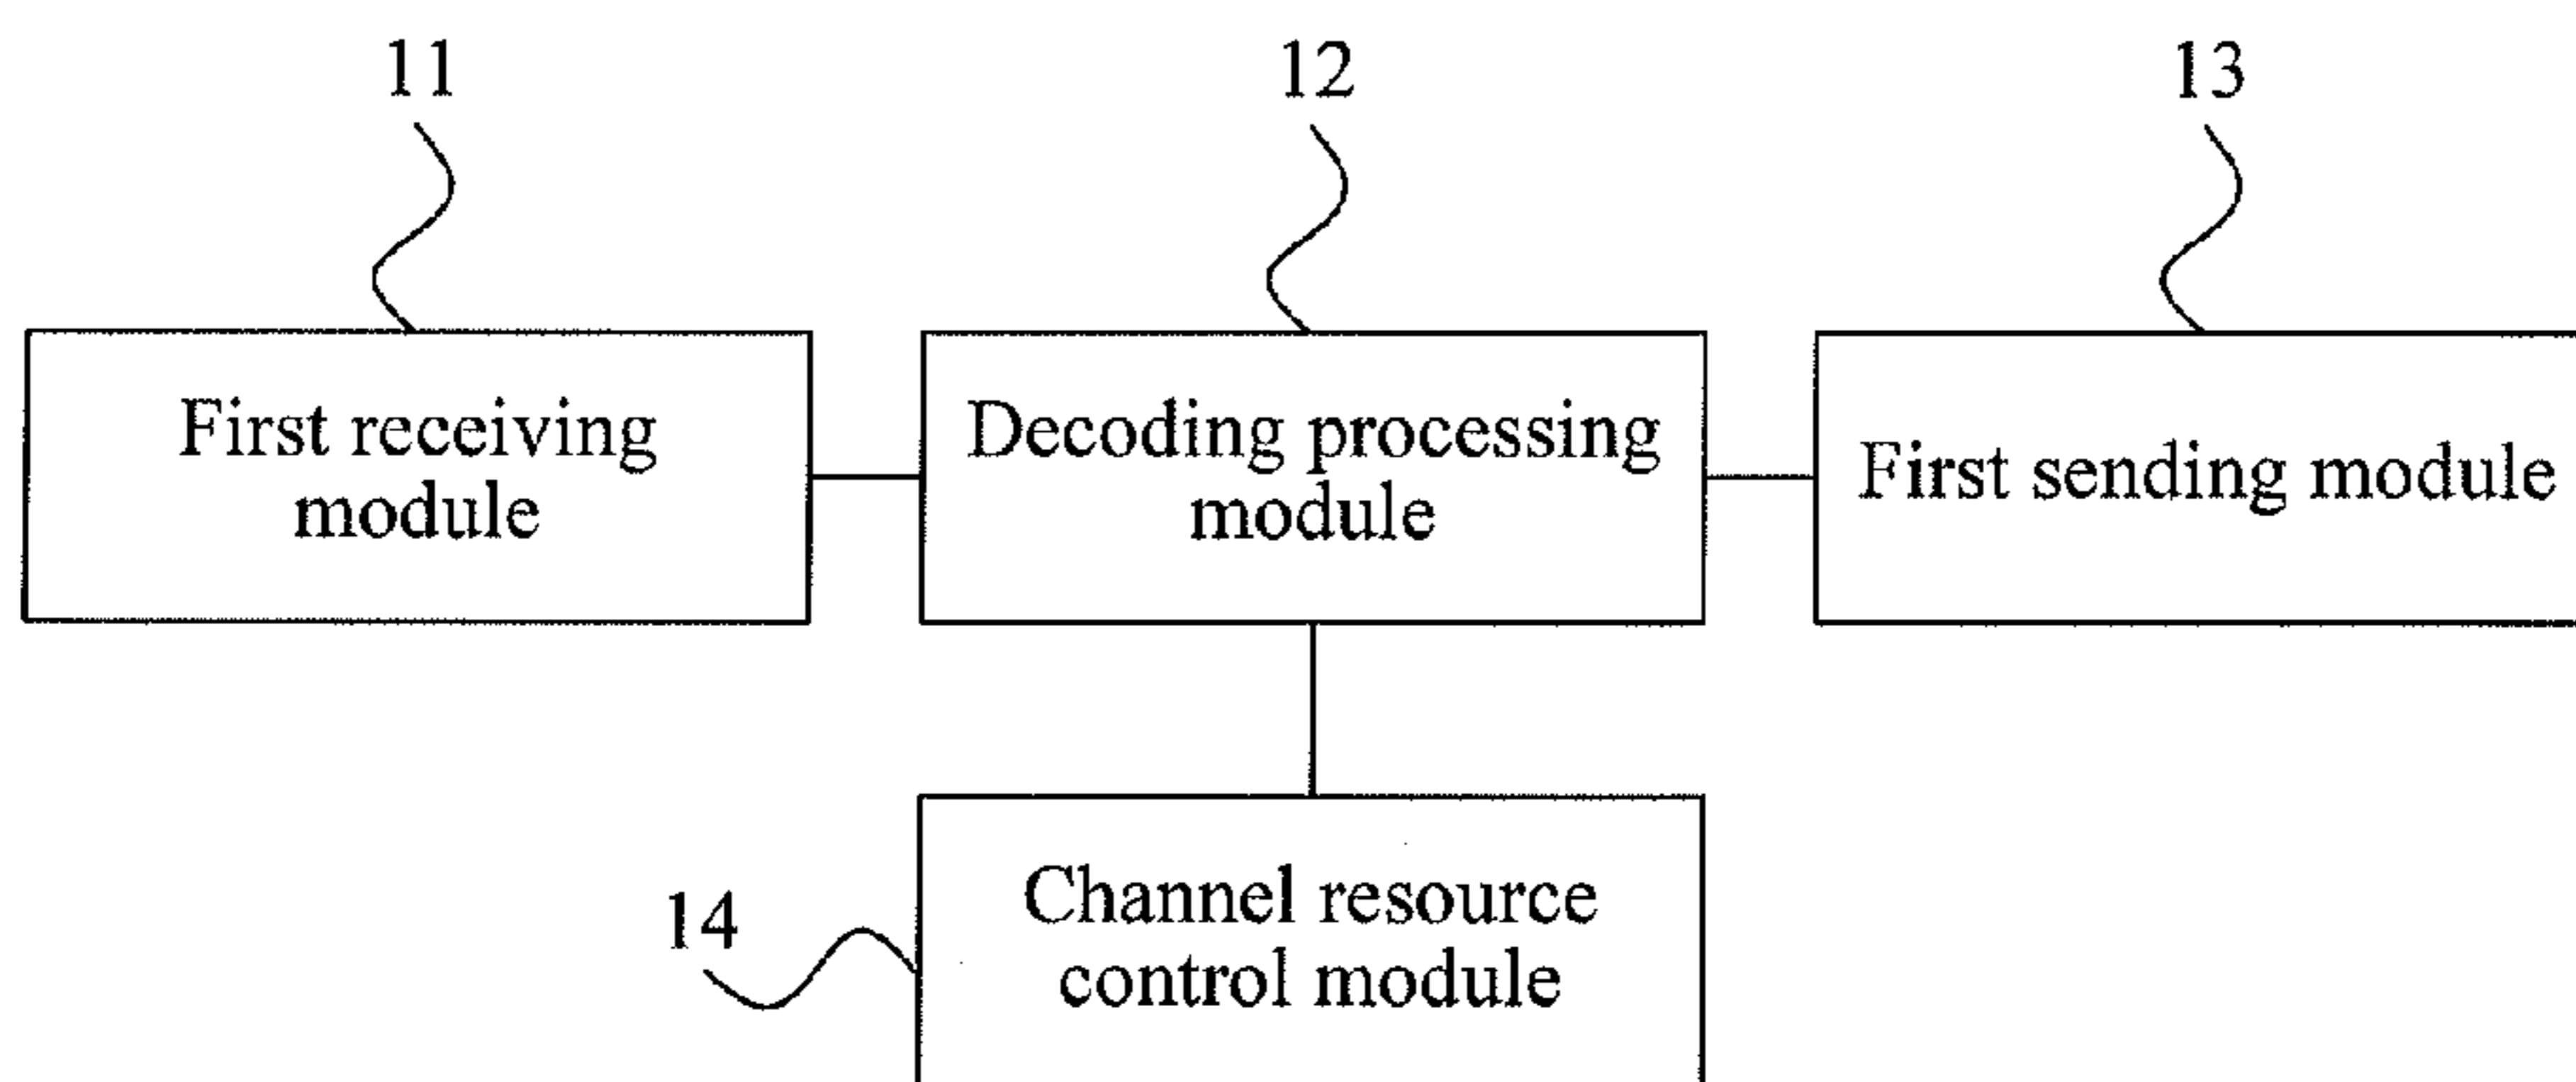 11
12
13
First receiving
module
Decoding processing
module
First sending module
14
Channel resource
control module